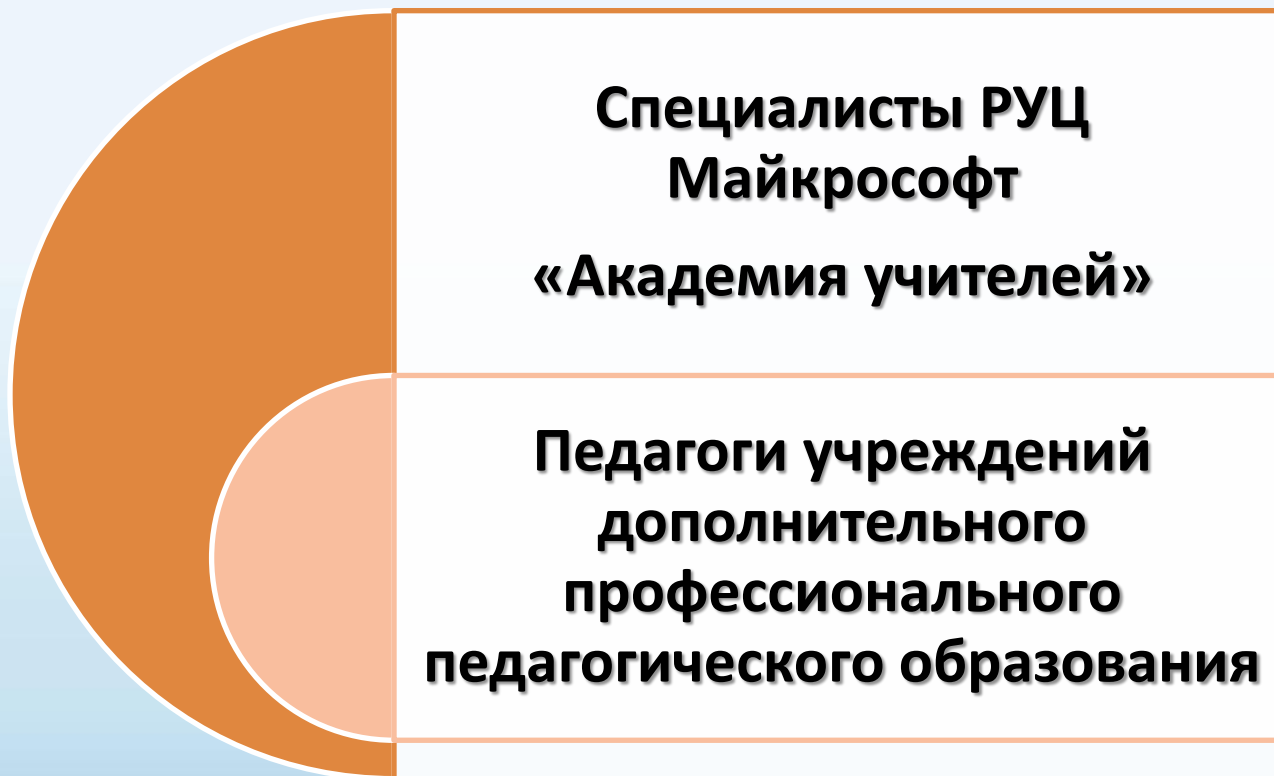 Специалисты РУЦ
Майкрософт
«Академия учителей»
Педагоги учреждений
дополнительного
профессионального
педагогического образования